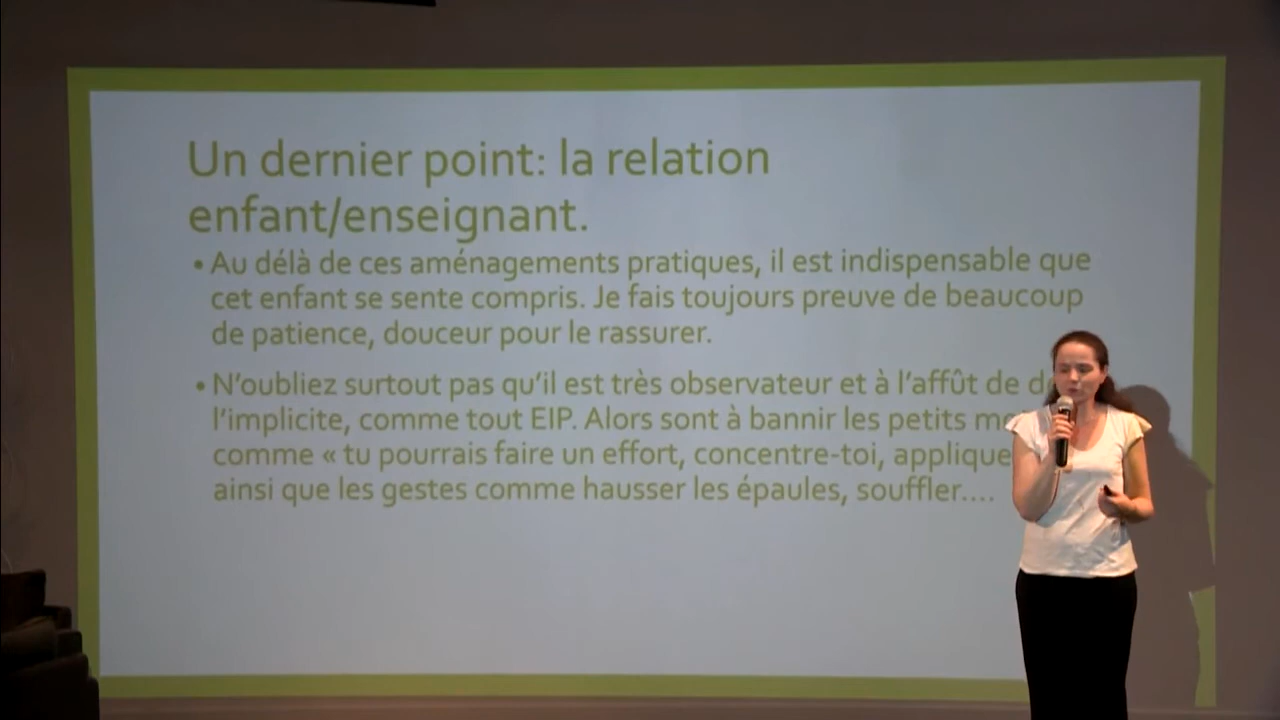 Un dernier point: la relation
enfant/enseignant.
• Au délà de ces aménagements pratiques, il est indispensable que
cet enfant se sente compris. Je fais toujours preuve de beaucoup
de patience, douceur pour le rassurer.
• N'oubliez surtout pas qu'il est très observateur et à l'affût de
l'implicite, comme tout EIP. Alors sont à bannir les petits
comme « tu pourrais faire un effort, concentre-toi,
ainsi que les gestes comme hausser les épaules, souffler....